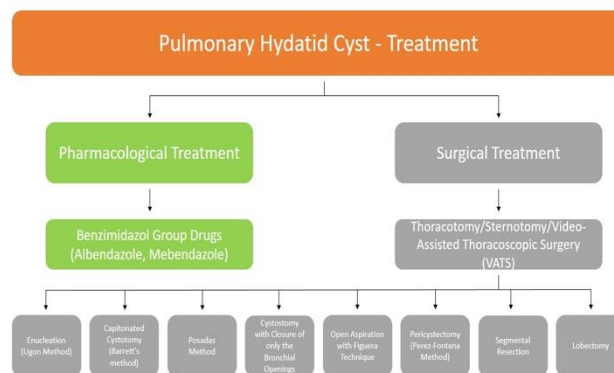 Pulmonary Hydatid Cyst - Treatment
Pharmacological Treatment
Surgical Treatment
Benzimidazol Group Drugs
(Albendazole, Mebendazole)
Thoracotomy/Sternotomy/Video-
Assisted Thoracoscopic Surgery
(VATS)
Enucleation
(Ugon Method)
Capitonated
Cystotomy
(Barrett's
method)
Posadas
Method
Cystostomy
with Closure of
only the
Bronchial
Openings
Open Aspiration
with Figuera
Technique
Pericystectomy
(Perez-Fontana
Method)
Segmental
Resection
Lobectomy